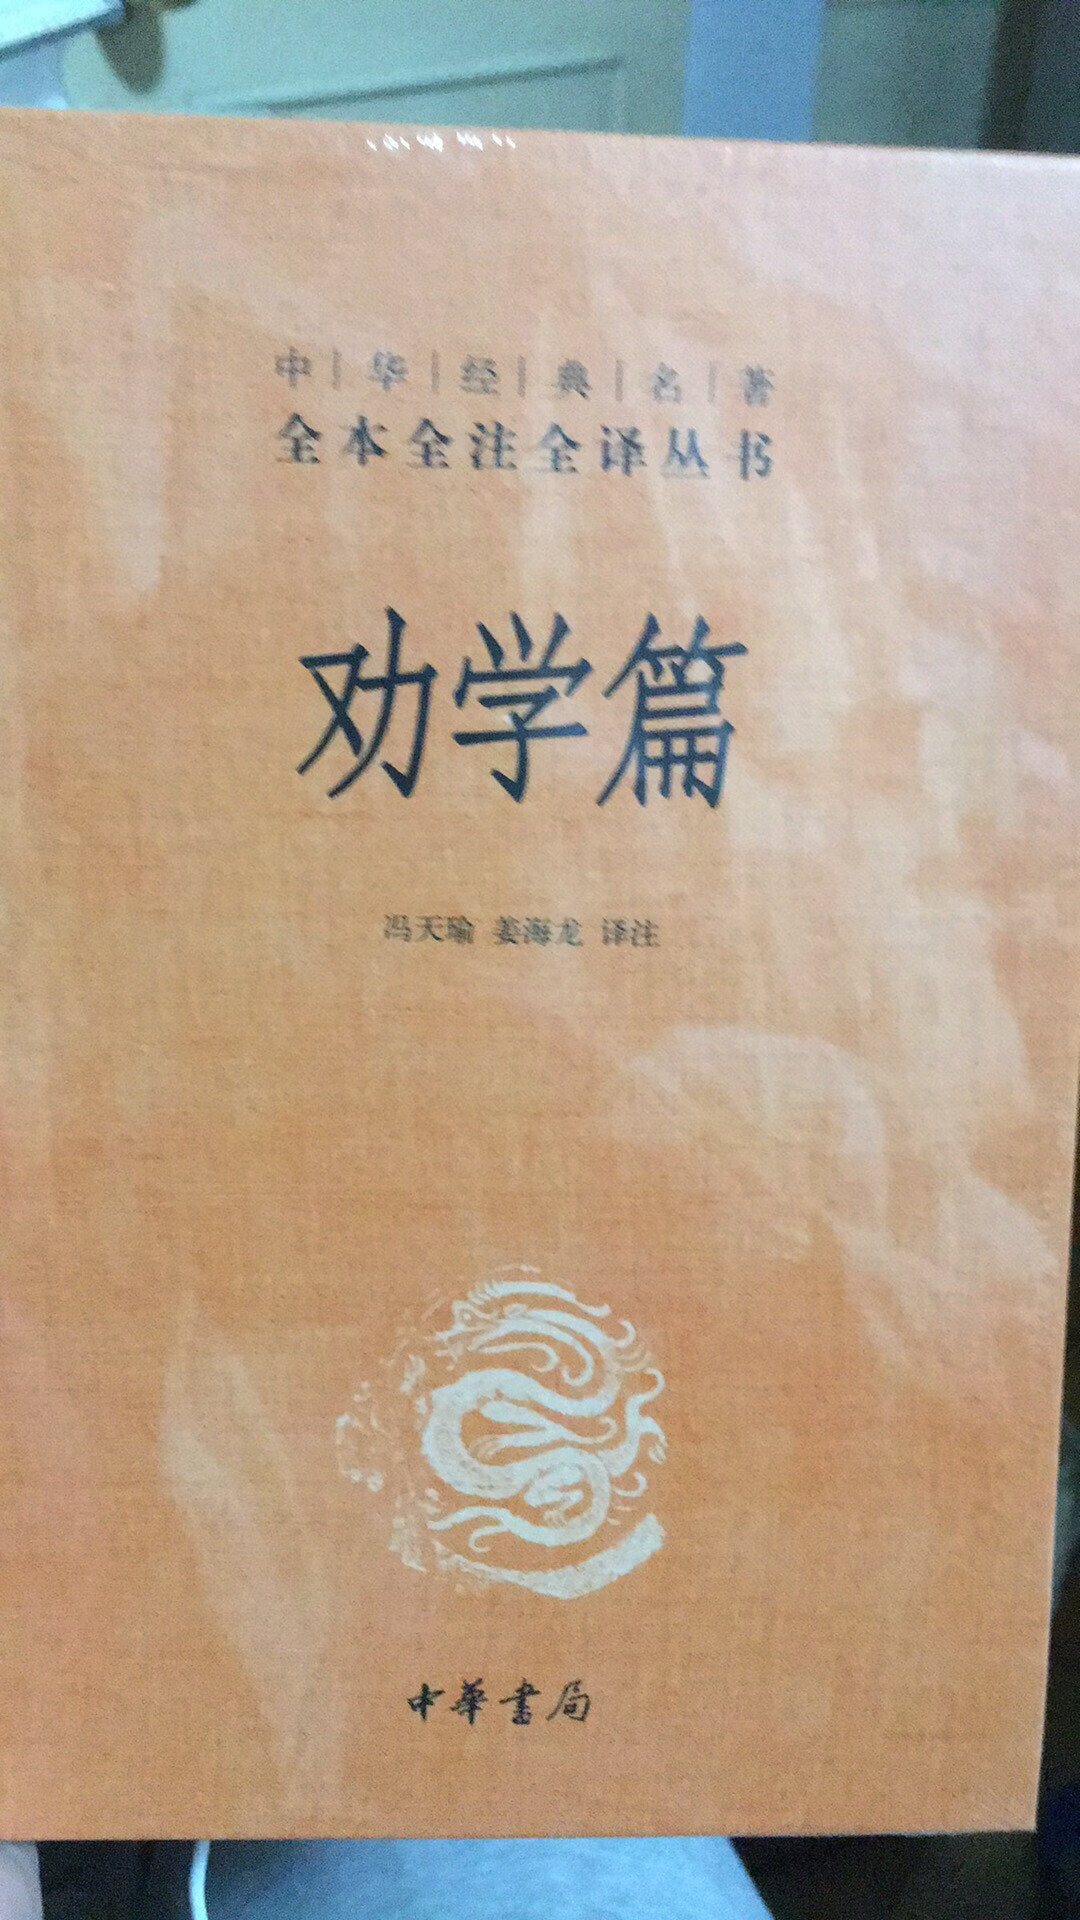 中|华|经|典|名|著
全本全注全译丛书
劝学篇
冯天瑜 姜海龙 译注
中華書局